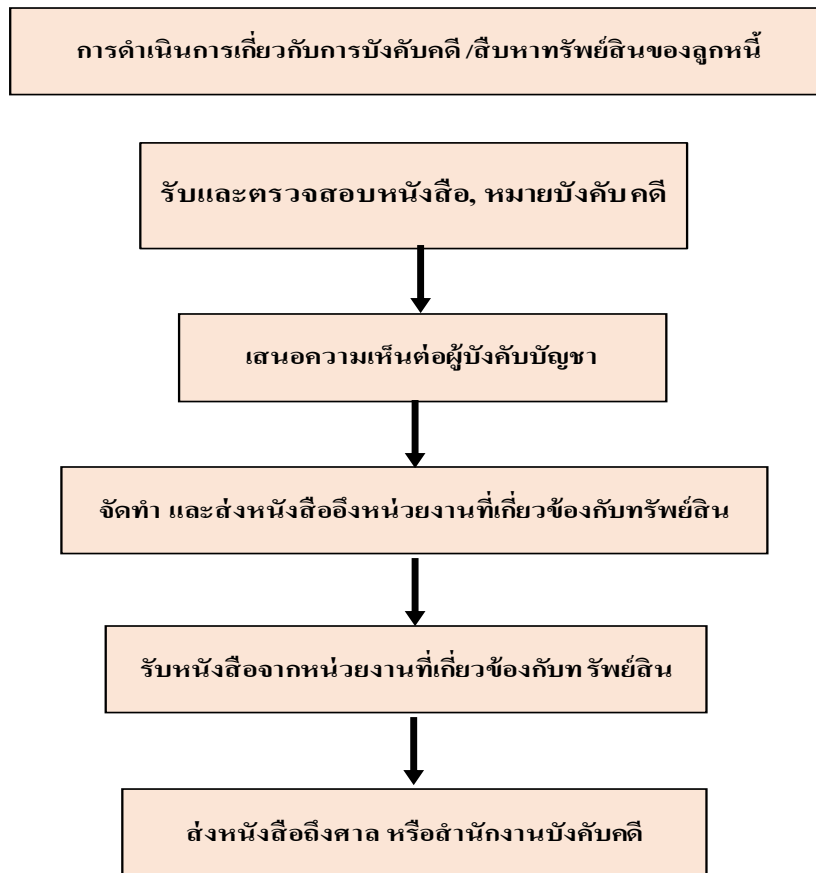 การดำเนินการเกี่ยวกับการบังคับคดี /สืบหาทรัพย์สินของลูกหนี้
รับและตรวจสอบหนังสือ, หมายบังคับคดี
เสนอความเห็นต่อผู้บังคับบัญชา
จัดทำ และส่งหนังสืออึงหน่วยงานที่เกี่ยวข้องกับทรัพย์สิน
รับหนังสือจากหน่วยงานที่เกี่ยวข้องกับทรัพย์สิน
ส่งหนังสือถึงศาล หรือสำนักงานบังคับคดี